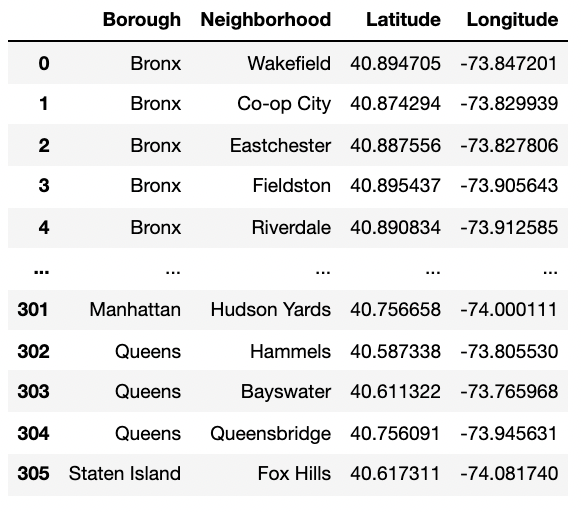 Borough Neighborhood Latitude Longitude
0 Bronx Wakefield 40.894705 -73.847201
1 Bronx Co-op City 40.874294 -73.829939
2 Bronx Eastchester 40.887556 -73.827806
3 Bronx Fieldston 40.895437 -73.905643
4 Bronx Riverdale 40.890834 -73.912585
... ... ... ... ...
301 Manhattan Hudson Yards 40.756658 -74.000111
302 Queens Hammels 40.587338 -73.805530
303 Queens Bayswater 40.611322 -73.765968
304 Queens Queensbridge 40.756091 -73.945631
305 Staten Island Fox Hills 40.617311 -74.081740